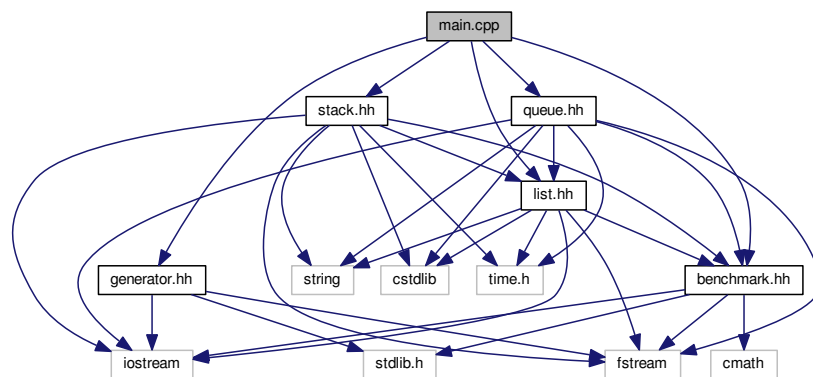 main.cpp
stack.hh
queue.hh
list.hh
generator.hh
string
cstdlib
time.h
benchmark.hh
iostream
stdlib.h
fstream
cmath